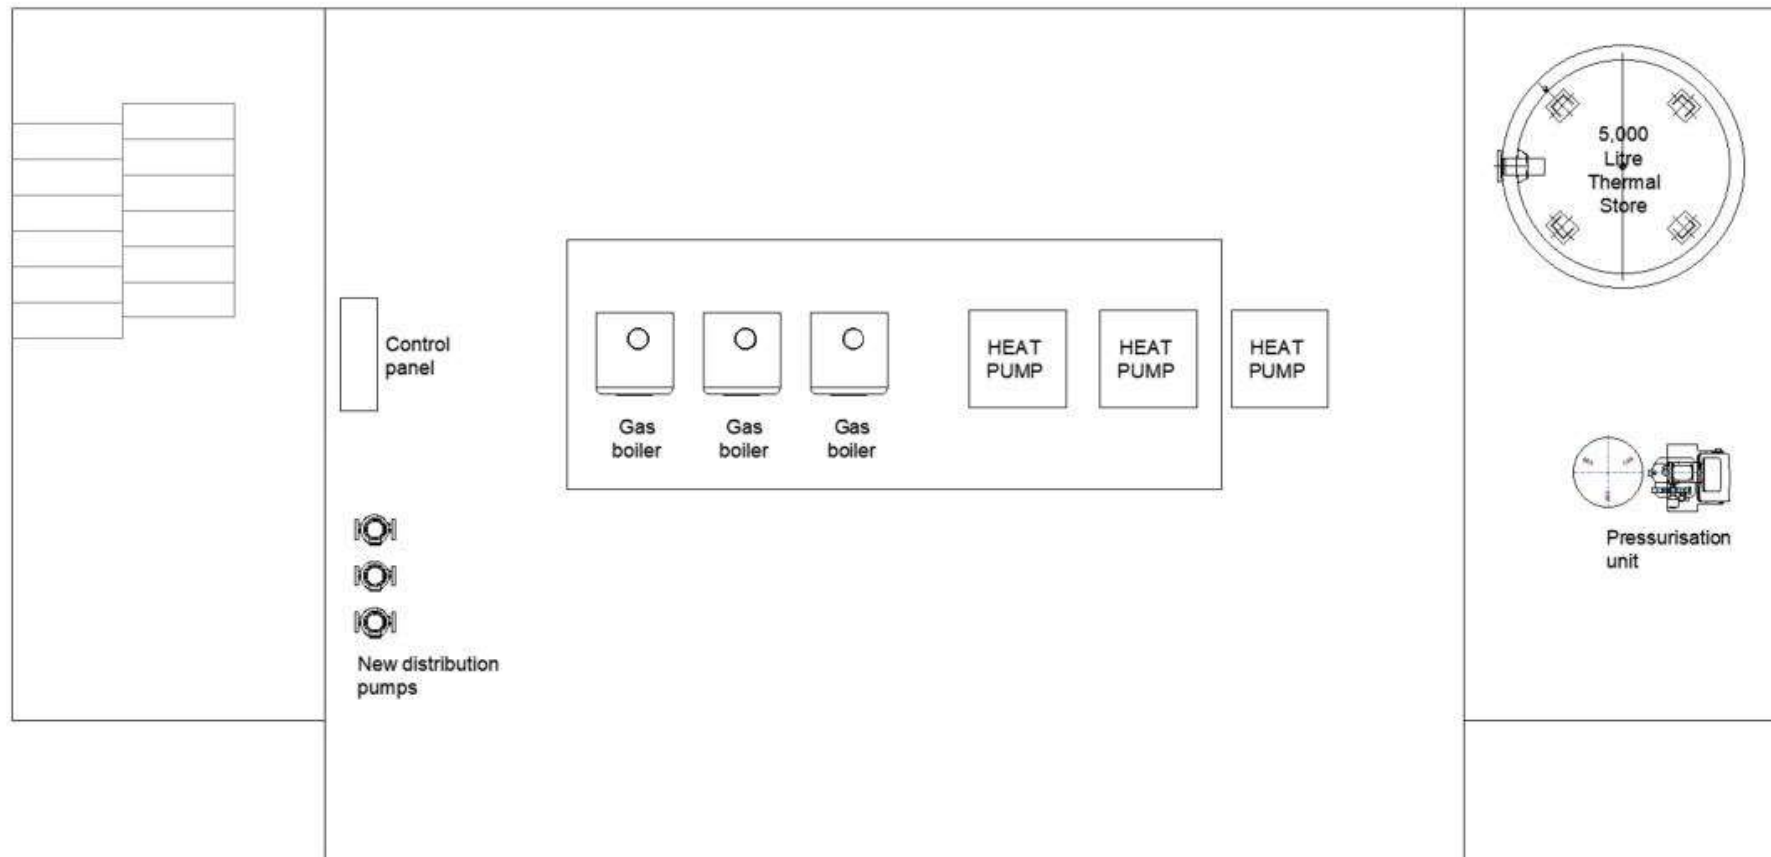 5,000
Litre
Thermal
Store
Control
panel
HEAT
PUMP
HEAT
PUMP
HEAT
PUMP
Gas
boiler
Gas
boiler
Gas
boiler
Pressurisation
unit
New distribution
pumps